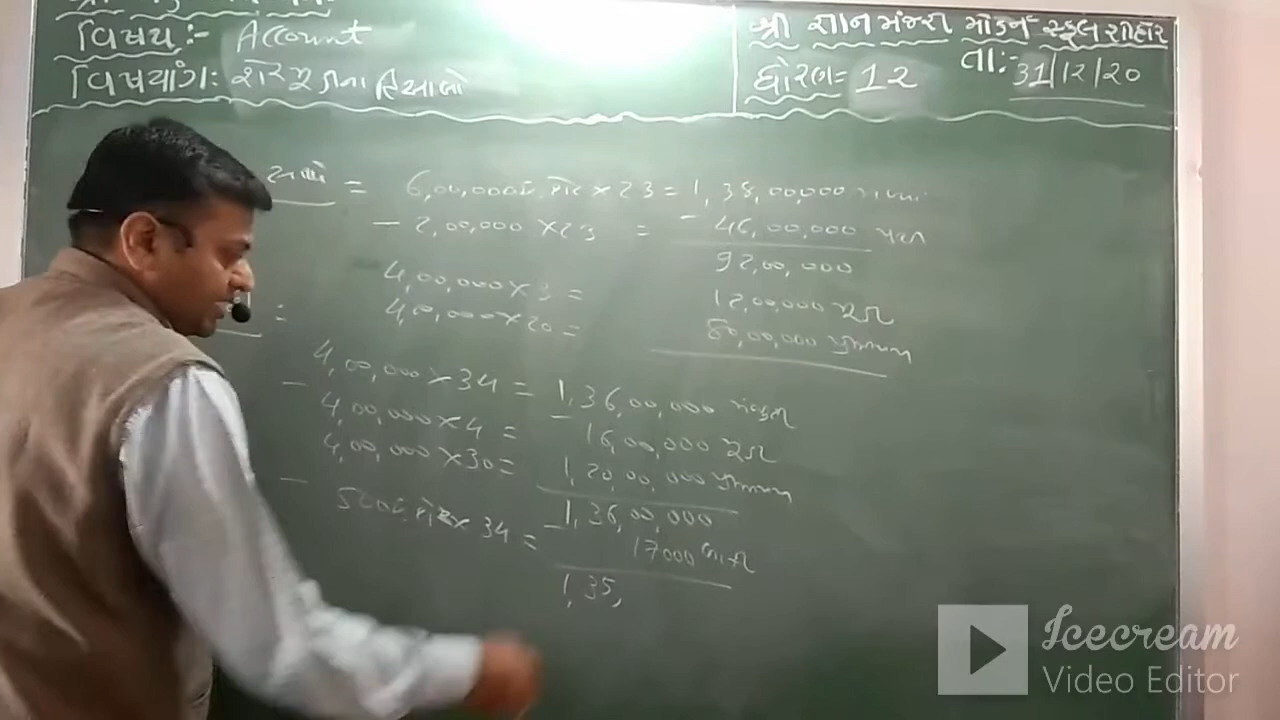 વિષય:- Account
વિષયાંગ: શેરમૂડીના હિસાબો
શ્રી જ્ઞાન મંજરી મોડર્ન સ્કૂલ શીહોર
તા:- 31/12/20
ધોરણ= 12
= 6,00,000 ઈ. શેર × 23 = 1,38,00,000
- 2,00,000 × 23 = - 46,00,000 પરત
92,00,000
4,00,000 × 3 = 12,00,000
4,00,000 × 20 = 80,00,000
4,00,000 × 34 = 1,36,00,000
4,00,000 × 4 = 16,00,000
4,00,000 × 30 = 1,20,00,000
1,36,00,000
- 500 ઈ. શેર × 34 = - 17000 બાકી
1,35,
Icecream
Video Editor